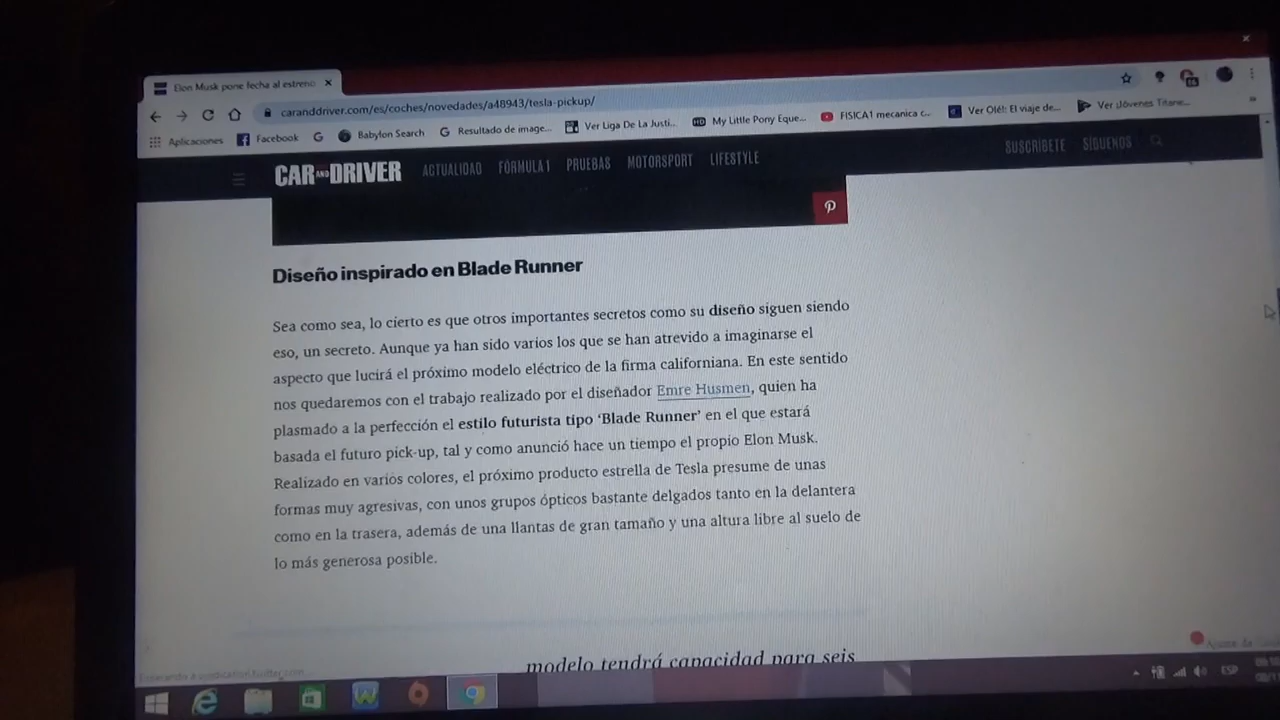 Elon Musk pone fecha al estreno
caranddriver.com/es/coches/novedades/a48943/tesla-pickup/
Aplicaciones Facebook G Babylon Search Resultado de image... Ver Liga De La Justi... My Little Pony Eque... FISICA1 mecanica c... Ver Olé!: El viaje de... Ver ¡Jóvenes Titane...
CAR AND DRIVER ACTUALIDAD FÓRMULA 1 PRUEBAS MOTORSPORT LIFESTYLE SUSCRÍBETE SÍGUENOS
Diseño inspirado en Blade Runner
Sea como sea, lo cierto es que otros importantes secretos como su diseño siguen siendo
eso, un secreto. Aunque ya han sido varios los que se han atrevido a imaginarse el
aspecto que lucirá el próximo modelo eléctrico de la firma californiana. En este sentido
nos quedaremos con el trabajo realizado por el diseñador Emre Husmen, quien ha
plasmado a la perfección el estilo futurista tipo ‘Blade Runner’ en el que estará
basada el futuro pick-up, tal y como anunció hace un tiempo el propio Elon Musk.
Realizado en varios colores, el próximo producto estrella de Tesla presume de unas
formas muy agresivas, con unos grupos ópticos bastante delgados tanto en la delantera
como en la trasera, además de una llantas de gran tamaño y una altura libre al suelo de
lo más generosa posible.
modelo tendrá capacidad para seis
ESP